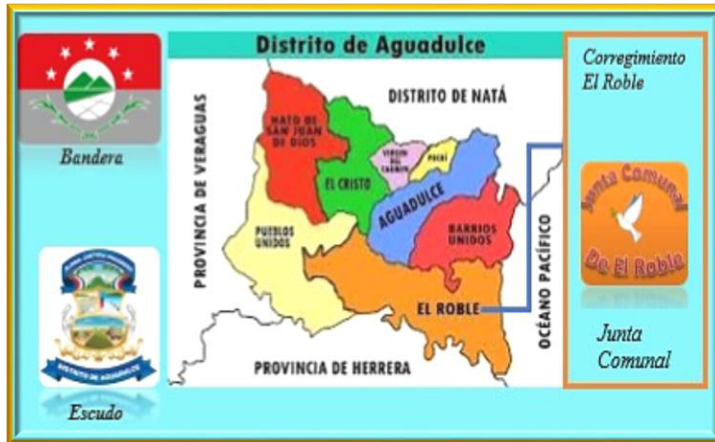 Distrito de Aguadulce
Bandera
PROVINCIA DE VERAGUAS
DISTRITO DE NATÁ
HATO DE
SAN JUAN
DE DIOS
EL CRISTO
VIRGEN
DEL
CARMEN
POCRÍ
AGUADULCE
PUEBLOS
UNIDOS
BARRIOS
UNIDOS
EL ROBLE
OCÉANO PACÍFICO
PROVINCIA DE HERRERA
DISTRITO DE AGUADULCE
Escudo
Corregimiento
El Roble
Junta Comunal
De El Roble
Junta
Comunal